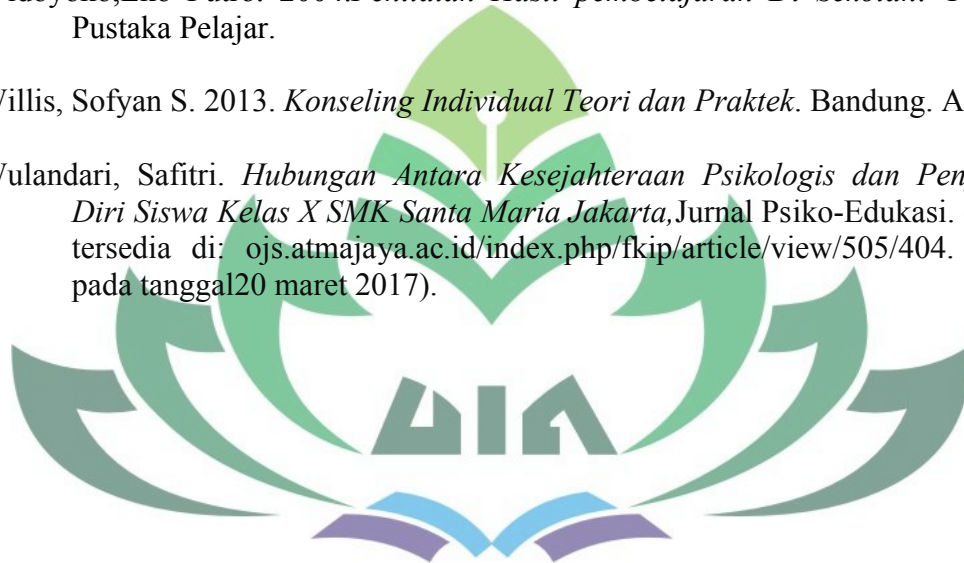 Pustaka Pelajar.
Willis, Sofyan S. 2013. Konseling Individual Teori dan Praktek. Bandung. A
Wulandari, Safitri. Hubungan Antara Kesejahteraan Psikologis dan Pen
Diri Siswa Kelas X SMK Santa Maria Jakarta,Jurnal Psiko-Edukasi.
tersedia di: ojs.atmajaya.ac.id/index.php/fkip/article/view/505/404.
pada tanggal20 maret 2017).
UIN